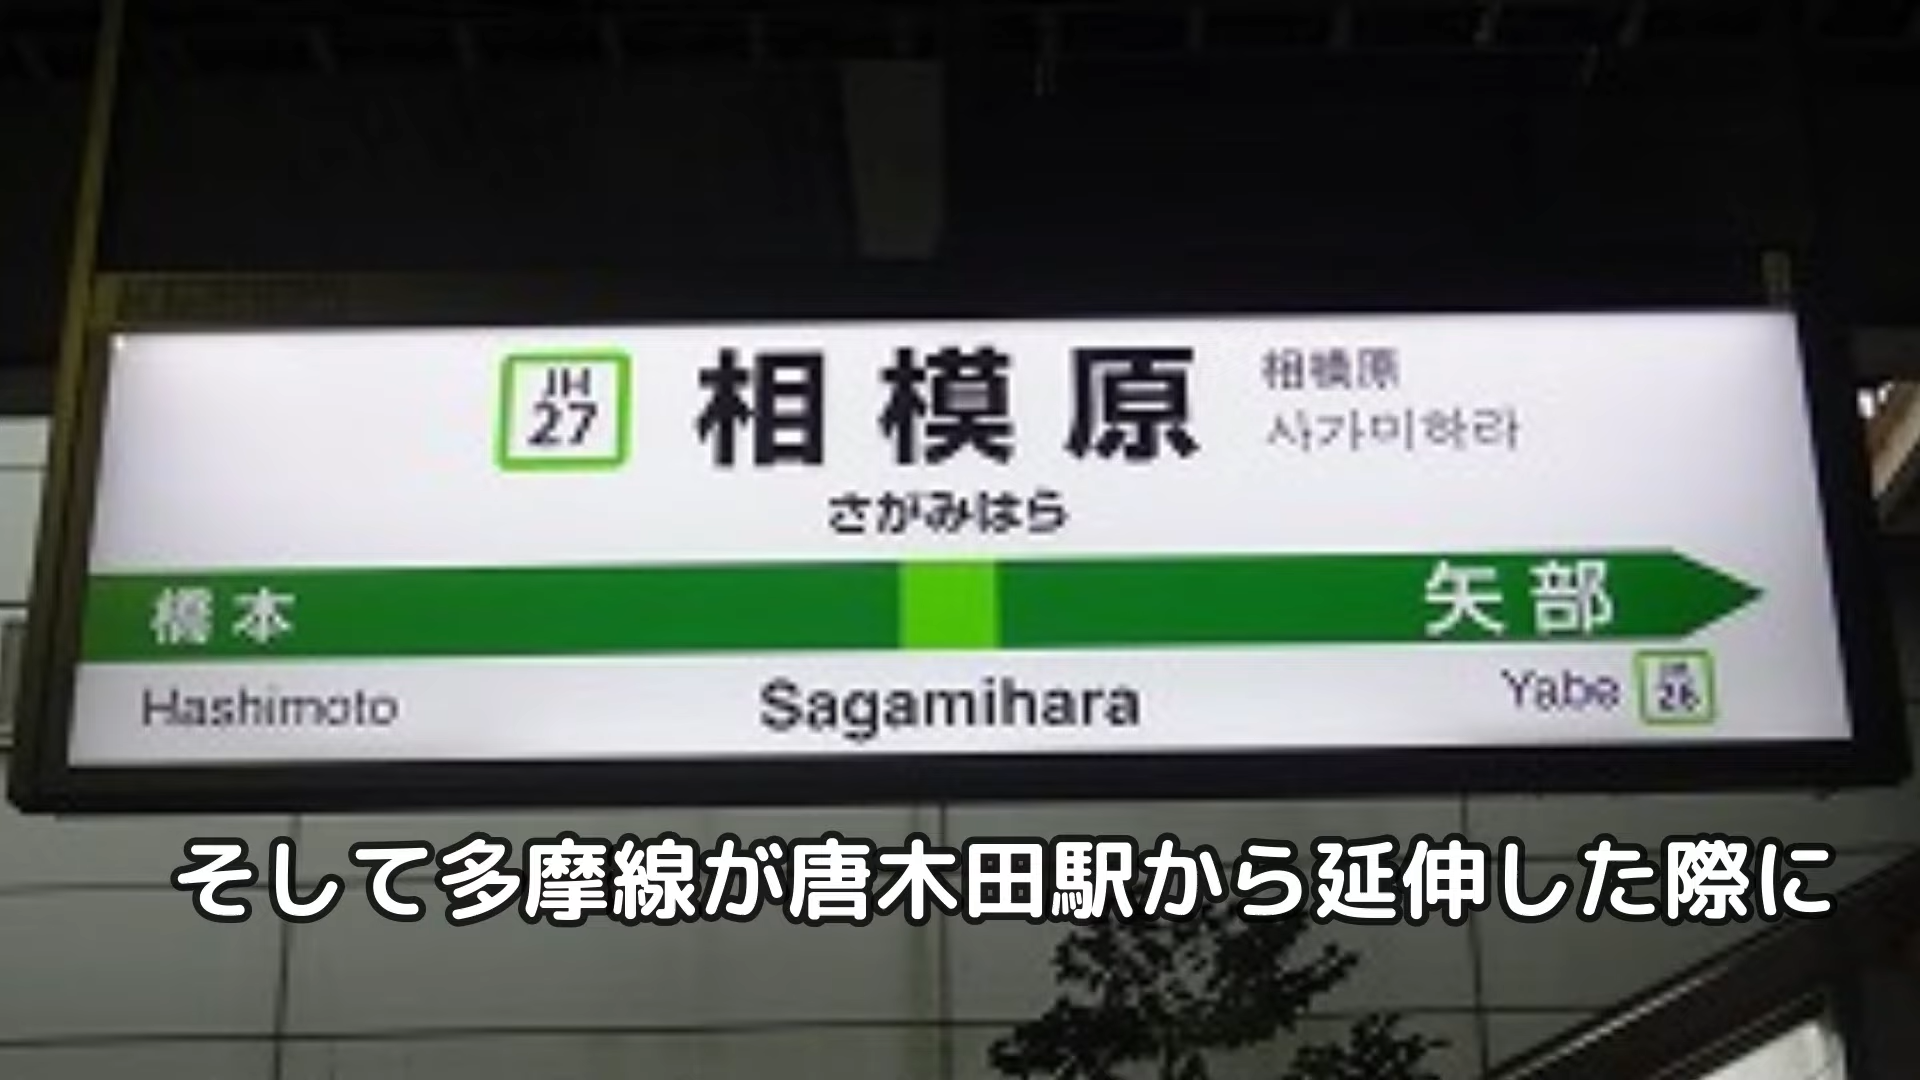 JH
27
相模原
相模原
사가미하라
さがみはら
橋本
矢部
Hashimoto
Sagamihara
Yabe
26
そして多摩線が唐木田駅から延伸した際に